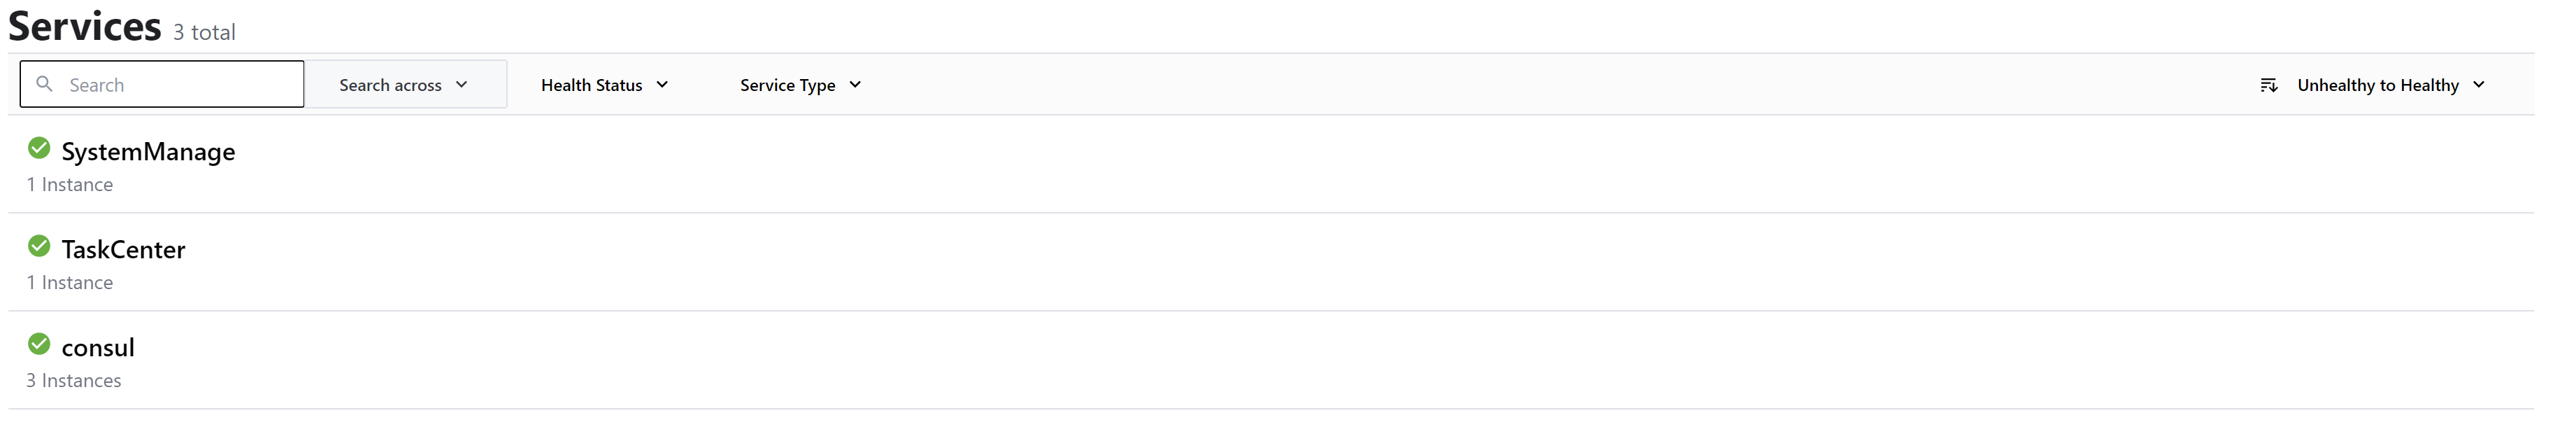 Services 3 total
Search Search across Health Status Service Type Unhealthy to Healthy
SystemManage
1 Instance
TaskCenter
1 Instance
consul
3 Instances